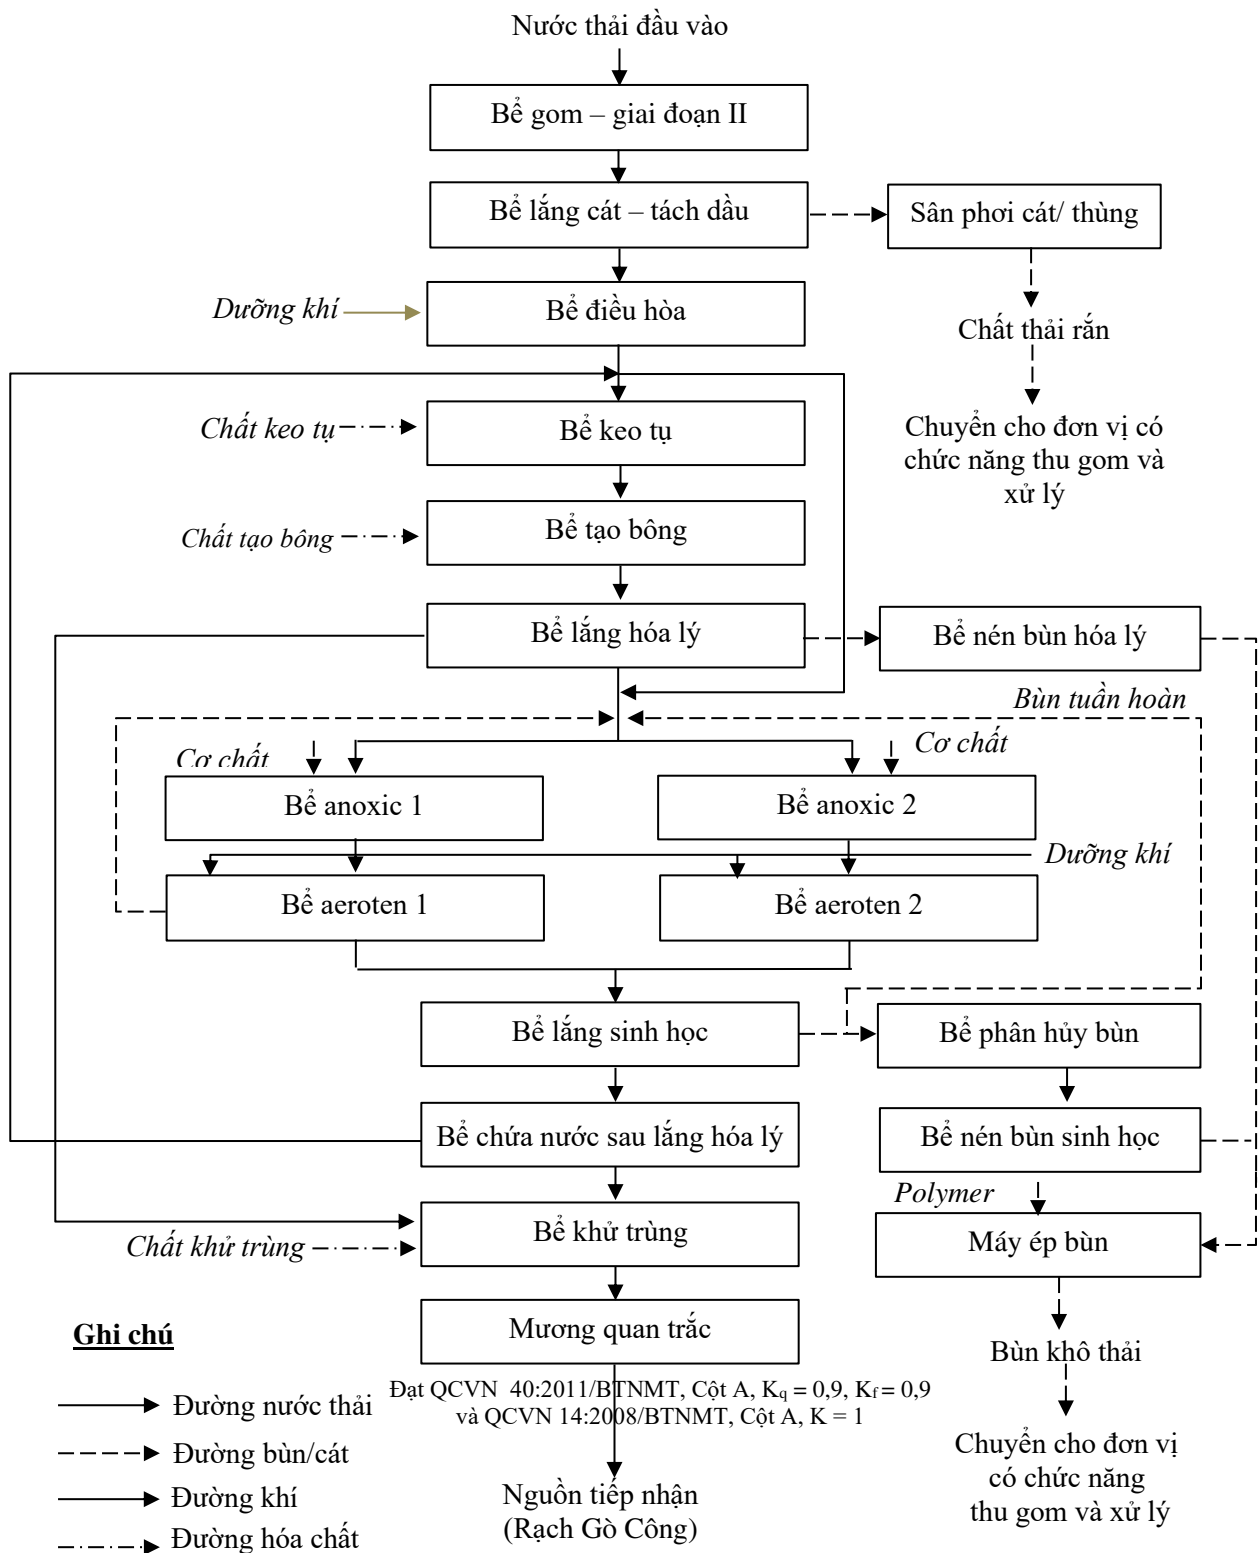 Nước thải đầu vào
Bể gom – giai đoạn II
Bể lắng cát – tách dầu
Sân phơi cát/ thùng
Dưỡng khí
Bể điều hòa
Chất thải rắn
Chất keo tụ
Bể keo tụ
Chuyển cho đơn vị có
chức năng thu gom và
xử lý
Chất tạo bông
Bể tạo bông
Bể lắng hóa lý
Bể nén bùn hóa lý
Bùn tuần hoàn
Cơ chất
Cơ chất
Bể anoxic 1
Bể anoxic 2
Dưỡng khí
Bể aeroten 1
Bể aeroten 2
Bể lắng sinh học
Bể phân hủy bùn
Bể chứa nước sau lắng hóa lý
Bể nén bùn sinh học
Polymer
Chất khử trùng
Bể khử trùng
Máy ép bùn
Mương quan trắc
Bùn khô thải
Đạt QCVN 40:2011/BTNMT, Cột A, Kq = 0,9, Kf = 0,9
và QCVN 14:2008/BTNMT, Cột A, K = 1
Chuyển cho đơn vị
có chức năng
thu gom và xử lý
Nguồn tiếp nhận
(Rạch Gò Công)
Ghi chú
Đường nước thải
Đường bùn/cát
Đường khí
Đường hóa chất